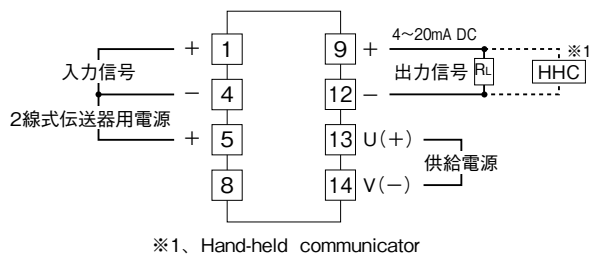 + 1
入力信号
− 4
2線式伝送器用電源
+ 5
8
9 + 4~20mA DC
出力信号 RL
※1
HHC
12 −
13 U(+)
供給電源
14 V(−)
※1、Hand-held communicator